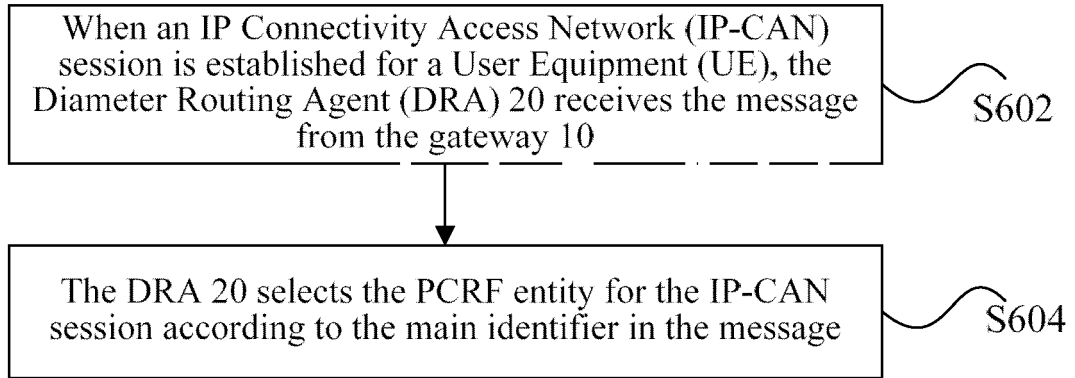 When an IP Connectivity Access Network (IP-CAN)
session is established for a User Equipment (UE), the
Diameter Routing Agent (DRA) 20 receives the message
from the gateway 10
S602
The DRA 20 selects the PCRF entity for the IP-CAN
session according to the main identifier in the message
S604